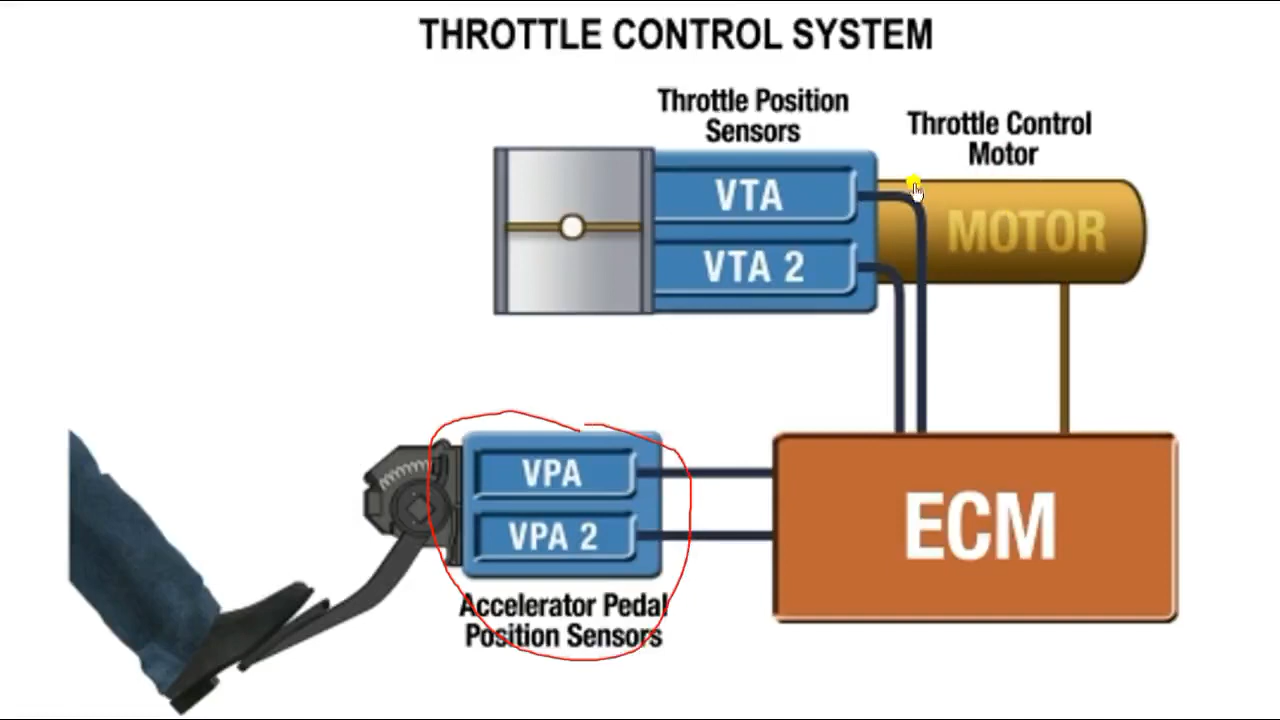 THROTTLE CONTROL SYSTEM
Throttle Position
Sensors
Throttle Control
Motor
VTA
MOTOR
VTA 2
VPA
VPA 2
ECM
Accelerator Pedal
Position Sensors